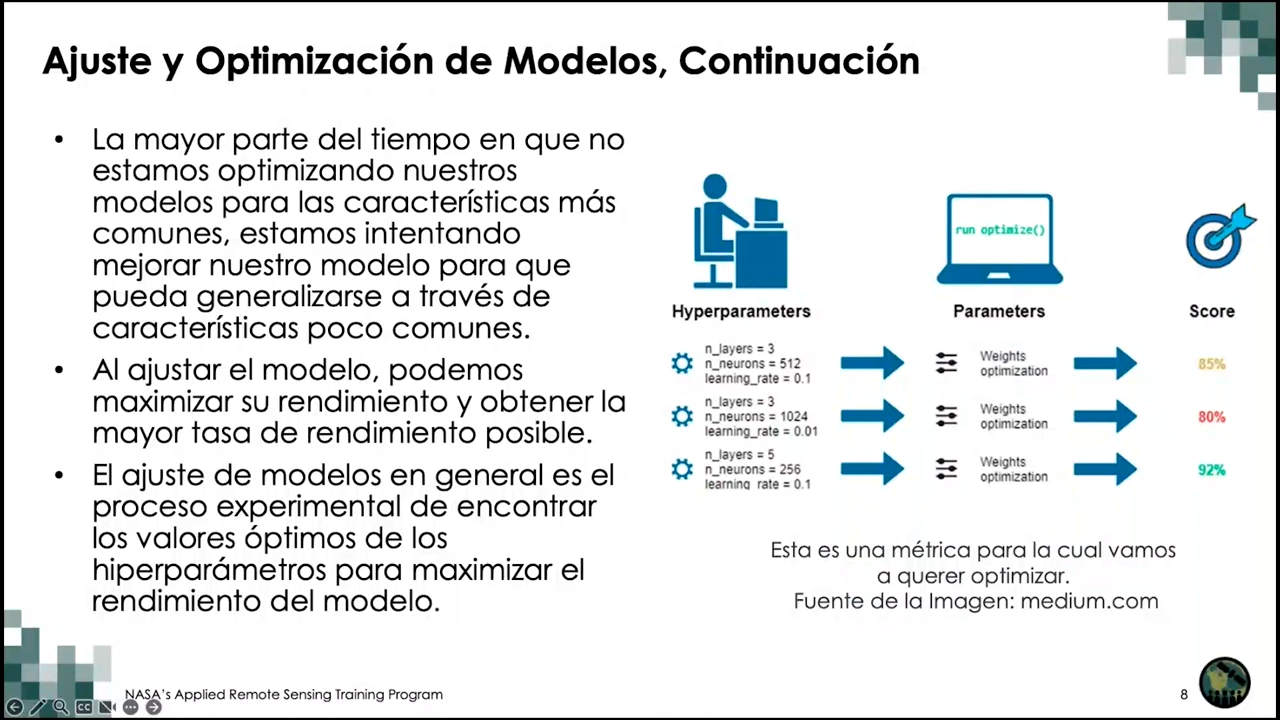 Ajuste y Optimización de Modelos, Continuación
• La mayor parte del tiempo en que no
estamos optimizando nuestros
modelos para las características más
comunes, estamos intentando
mejorar nuestro modelo para que
pueda generalizarse a través de
características poco comunes.
• Al ajustar el modelo, podemos
maximizar su rendimiento y obtener la
mayor tasa de rendimiento posible.
• El ajuste de modelos en general es el
proceso experimental de encontrar
los valores óptimos de los
hiperparámetros para maximizar el
rendimiento del modelo.
run optimize()
Hyperparameters Parameters Score
n_layers = 3
n_neurons = 512
learning_rate = 0.1
Weights
optimization
85%
n_layers = 3
n_neurons = 1024
learning_rate = 0.01
Weights
optimization
80%
n_layers = 5
n_neurons = 256
learning_rate = 0.1
Weights
optimization
92%
Esta es una métrica para la cual vamos
a querer optimizar.
Fuente de la Imagen: medium.com
NASA's Applied Remote Sensing Training Program
8
CC